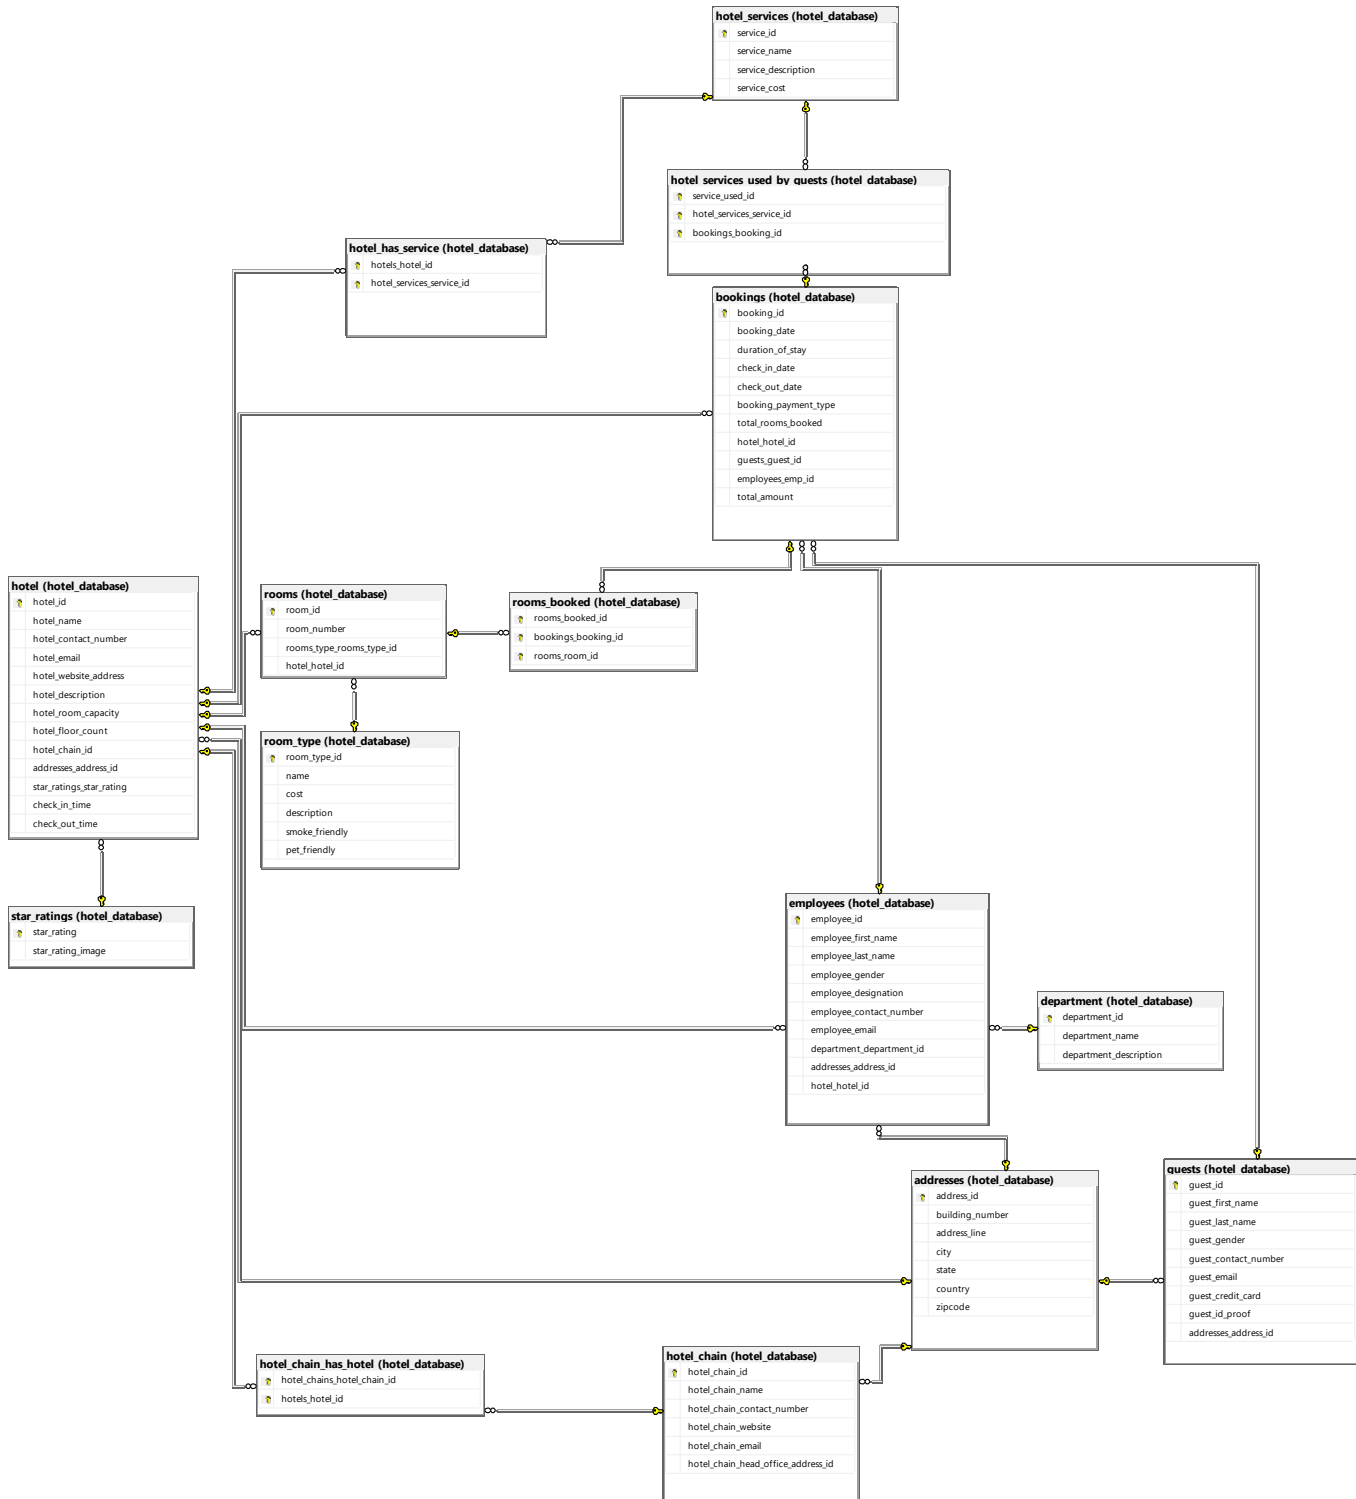 hotel_services (hotel_database)
service_id
service_name
service_description
service_cost
hotel_services_used_by_guests (hotel_database)
service_used_id
hotel_services_service_id
bookings_booking_id
hotel_has_service (hotel_database)
hotels_hotel_id
hotel_services_service_id
bookings (hotel_database)
booking_id
booking_date
duration_of_stay
check_in_date
check_out_date
booking_payment_type
total_rooms_booked
hotel_hotel_id
guests_guest_id
employees_emp_id
total_amount
hotel (hotel_database)
hotel_id
hotel_name
hotel_contact_number
hotel_email
hotel_website_address
hotel_description
hotel_room_capacity
hotel_floor_count
hotel_chain_id
addresses_address_id
star_ratings_star_rating
check_in_time
check_out_time
rooms (hotel_database)
room_id
room_number
rooms_type_rooms_type_id
hotel_hotel_id
rooms_booked (hotel_database)
rooms_booked_id
bookings_booking_id
rooms_room_id
room_type (hotel_database)
room_type_id
name
cost
description
smoke_friendly
pet_friendly
star_ratings (hotel_database)
star_rating
star_rating_image
employees (hotel_database)
employee_id
employee_first_name
employee_last_name
employee_gender
employee_designation
employee_contact_number
employee_email
department_department_id
addresses_address_id
hotel_hotel_id
department (hotel_database)
department_id
department_name
department_description
addresses (hotel_database)
address_id
building_number
address_line
city
state
country
zipcode
guests (hotel_database)
guest_id
guest_first_name
guest_last_name
guest_gender
guest_contact_number
guest_email
guest_credit_card
guest_id_proof
addresses_address_id
hotel_chain_has_hotel (hotel_database)
hotel_chains_hotel_chain_id
hotels_hotel_id
hotel_chain (hotel_database)
hotel_chain_id
hotel_chain_name
hotel_chain_contact_number
hotel_chain_website
hotel_chain_email
hotel_chain_head_office_address_id